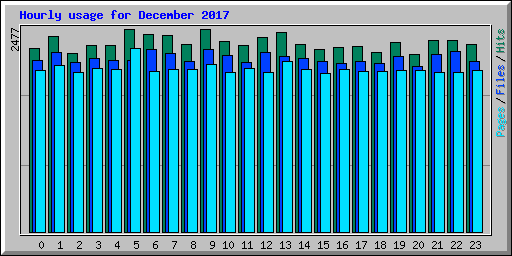 Hourly usage for December 2017
2477
Pages/Files/Hits
0 1 2 3 4 5 6 7 8 9 10 11 12 13 14 15 16 17 18 19 20 21 22 23